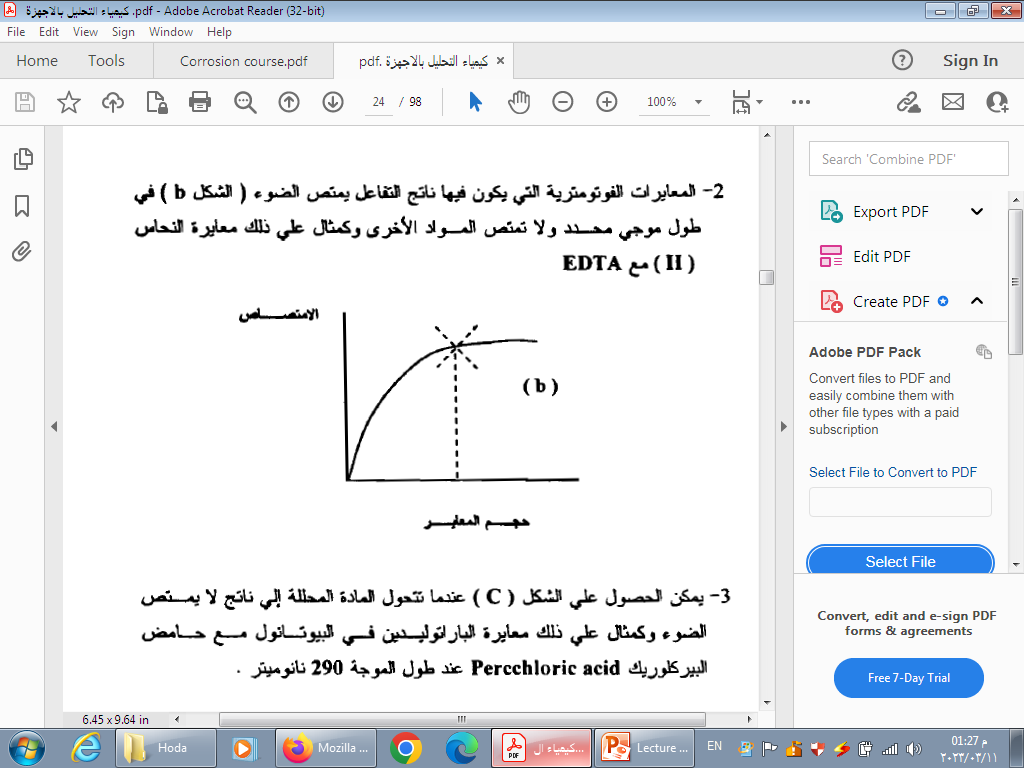 كيمياء التحليل بالاجهزة .pdf - Adobe Acrobat Reader (32-bit)
File Edit View Sign Window Help
Home Tools Corrosion course.pdf كيمياء التحليل بالاجهزة .pdf × ? Sign In
24 / 98 100%
2- المعايرات الفوتومترية التي يكون فيها ناتج التفاعل يمتص الضوء ( الشكل b ) في
طول موجي محدد ولا تمتص المواد الأخرى وكمثال علي ذلك معايرة النحاس
( II ) مع EDTA
الامتصاص
( b )
حجم المعاير
3- يمكن الحصول علي الشكل ( C ) عندما تتحول المادة المحللة إلي ناتج لا يمتص
الضوء وكمثال علي ذلك معايرة الباراتوليدين في البيوتانول مع حامض
البيركلوريك Percchloric acid عند طول الموجة 290 نانوميتر .
6.45 x 9.64 in
Search 'Combine PDF'
Export PDF
Edit PDF
Create PDF
Adobe PDF Pack
Convert files to PDF and
easily combine them with
other file types with a paid
subscription
Select File to Convert to PDF
Select File
Convert, edit and e-sign PDF
forms & agreements
Free 7-Day Trial
Hoda Mozilla ... كيمياء ال... Lecture ... EN 01:27 م
٢٠٢٣/٠٣/١١